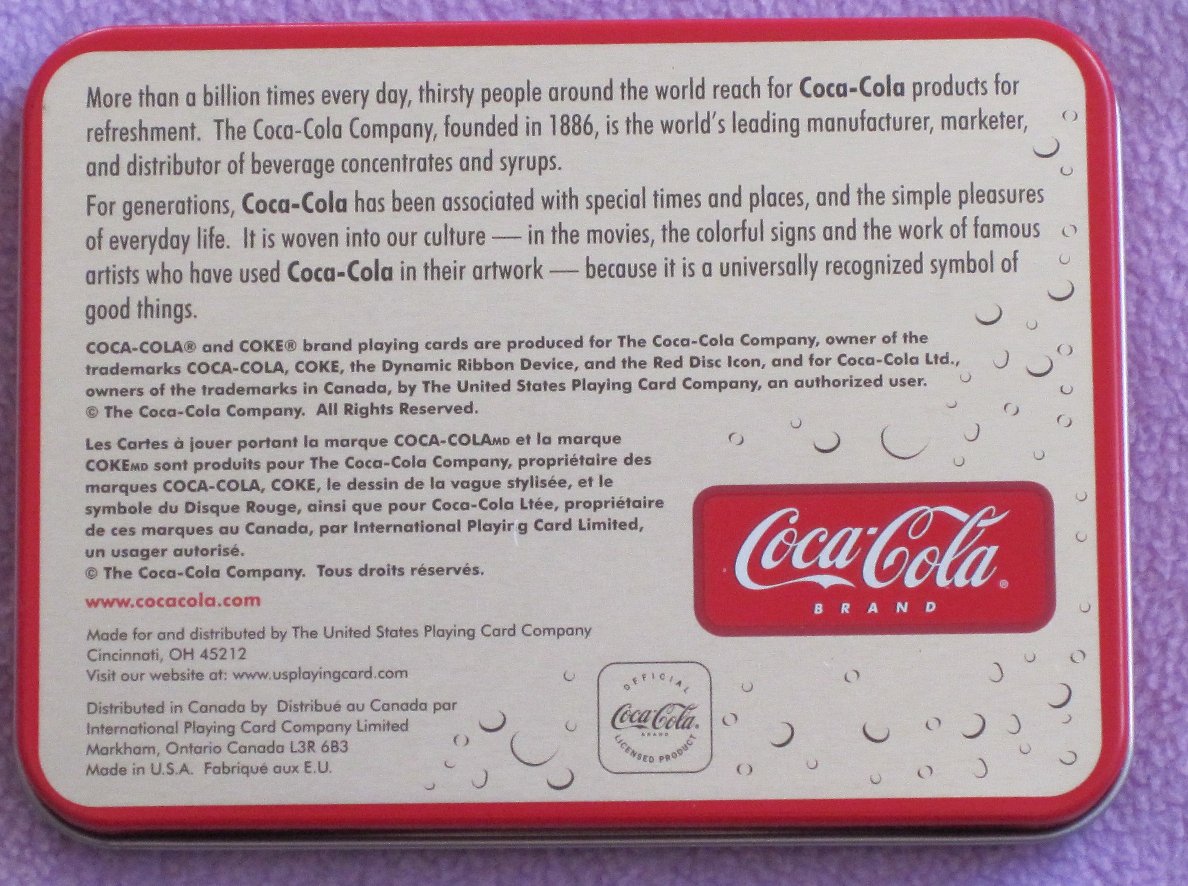 More than a billion times every day, thirsty people around the world reach for Coca-Cola products for
refreshment. The Coca-Cola Company, founded in 1886, is the world's leading manufacturer, marketer,
and distributor of beverage concentrates and syrups.
For generations, Coca-Cola has been associated with special times and places, and the simple pleasures
of everyday life. It is woven into our culture — in the movies, the colorful signs and the work of famous
artists who have used Coca-Cola in their artwork — because it is a universally recognized symbol of
good things.
COCA-COLA® and COKE® brand playing cards are produced for The Coca-Cola Company, owner of the
trademarks COCA-COLA, COKE, the Dynamic Ribbon Device, and the Red Disc Icon, and for Coca-Cola Ltd.,
owners of the trademarks in Canada, by The United States Playing Card Company, an authorized user.
© The Coca-Cola Company. All Rights Reserved.
Les Cartes à jouer portant la marque COCA-COLAMD et la marque
COKEMD sont produits pour The Coca-Cola Company, propriétaire des
marques COCA-COLA, COKE, le dessin de la vague stylisée, et le
symbole du Disque Rouge, ainsi que pour Coca-Cola Ltée, propriétaire
de ces marques au Canada, par International Playing Card Limited,
un usager autorisé.
© The Coca-Cola Company. Tous droits réservés.
www.cocacola.com
Coca-Cola®
BRAND
Made for and distributed by The United States Playing Card Company
Cincinnati, OH 45212
Visit our website at: www.usplayingcard.com
Distributed in Canada by Distribué au Canada par
International Playing Card Company Limited
Markham, Ontario Canada L3R 6B3
Made in U.S.A. Fabriqué aux E.U.
OFFICIAL
Coca-Cola®
BRAND
LICENSED PRODUCT